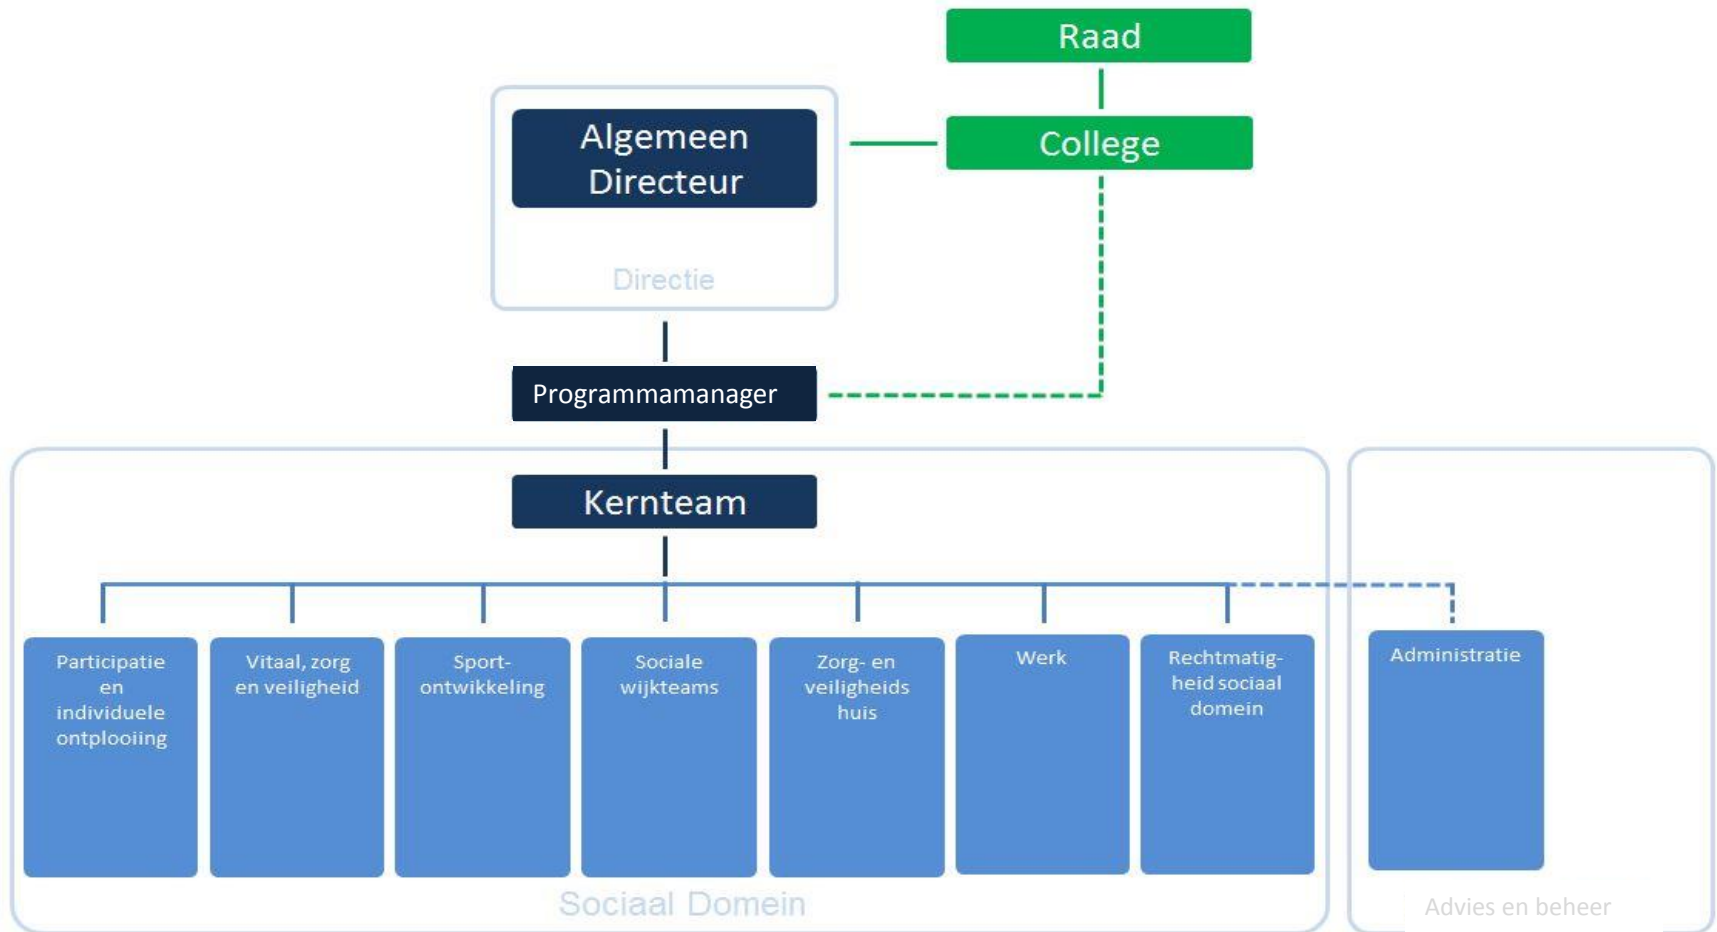 Raad
College
Algemeen
Directeur
Directie
Programmamanager
Kernteam
Participatie
en
individuele
ontplooiing
Vitaal, zorg
en veiligheid
Sport-
ontwikkeling
Sociale
wijkteams
Zorg- en
veiligheids
huis
Werk
Rechtmatig-
heid sociaal
domein
Administratie
Sociaal Domein
Advies en beheer